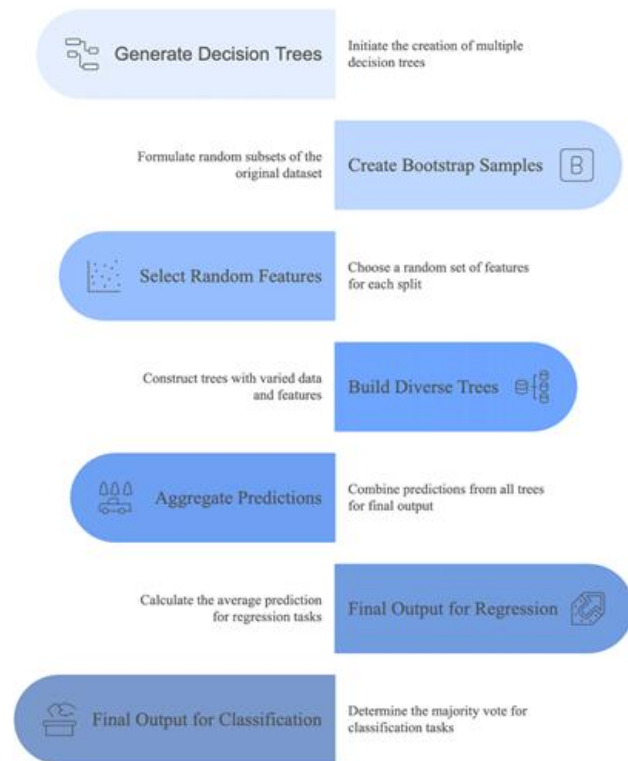 Generate Decision Trees
Initiate the creation of multiple
decision trees
Formulate random subsets of the
original dataset
Create Bootstrap Samples
B
Select Random Features
Choose a random set of features
for each split
Construct trees with varied data
and features
Build Diverse Trees
Aggregate Predictions
Combine predictions from all trees
for final output
Calculate the average prediction
for regression tasks
Final Output for Regression
Final Output for Classification
Determine the majority vote for
classification tasks